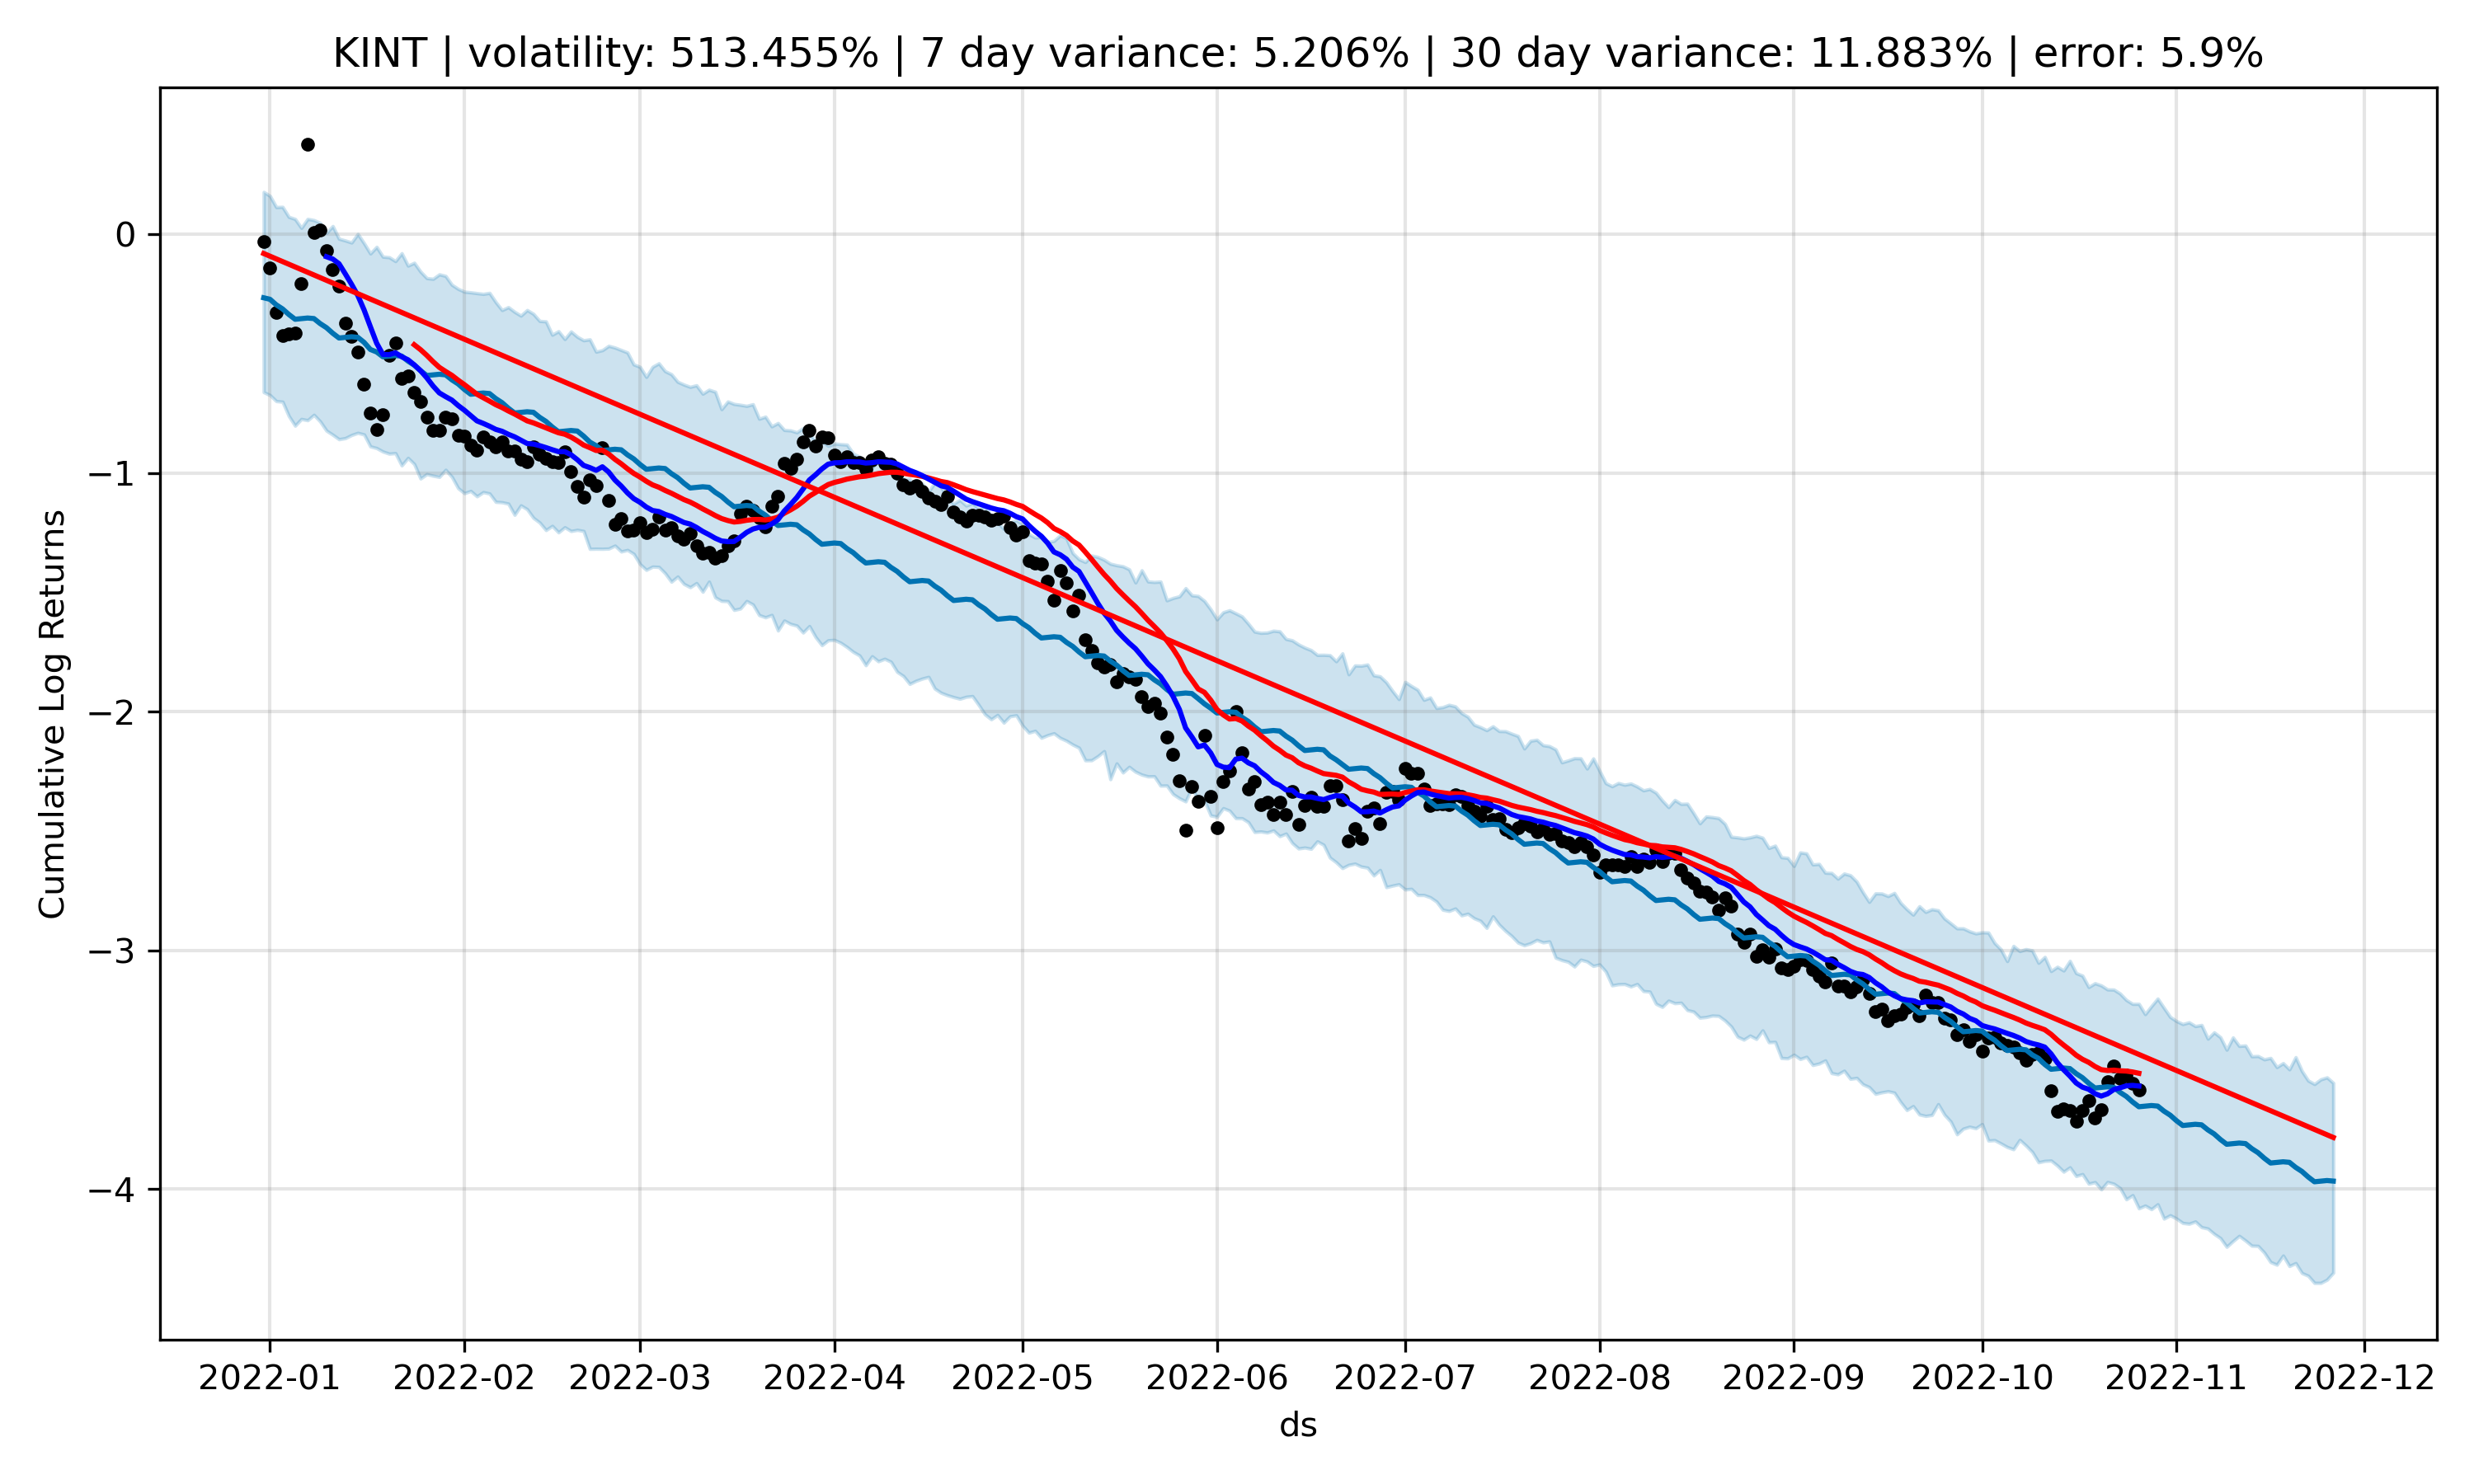 KINT | volatility: 513.455% | 7 day variance: 5.206% | 30 day variance: 11.883% | error: 5.9%
Cumulative Log Returns
0
−1
−2
−3
−4
2022-01 2022-02 2022-03 2022-04 2022-05 2022-06 2022-07 2022-08 2022-09 2022-10 2022-11 2022-12
ds